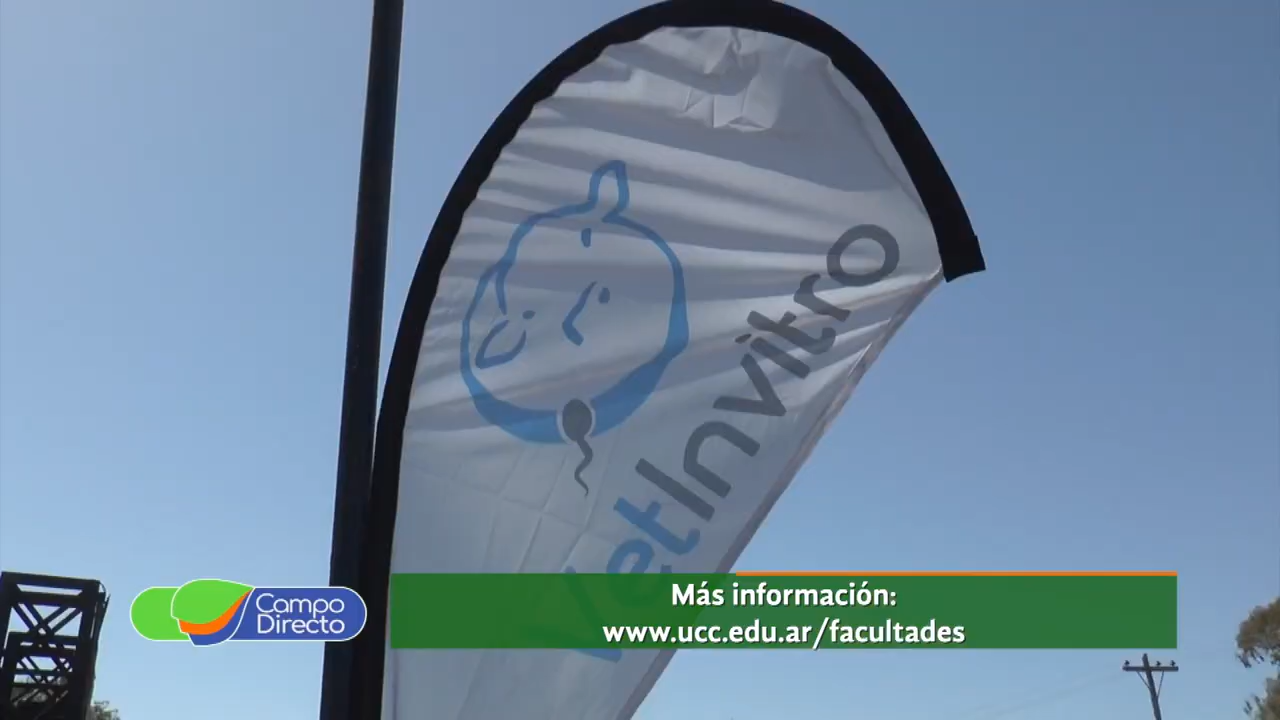 VetInvitro
Campo
Directo
Más información:
www.ucc.edu.ar/facultades